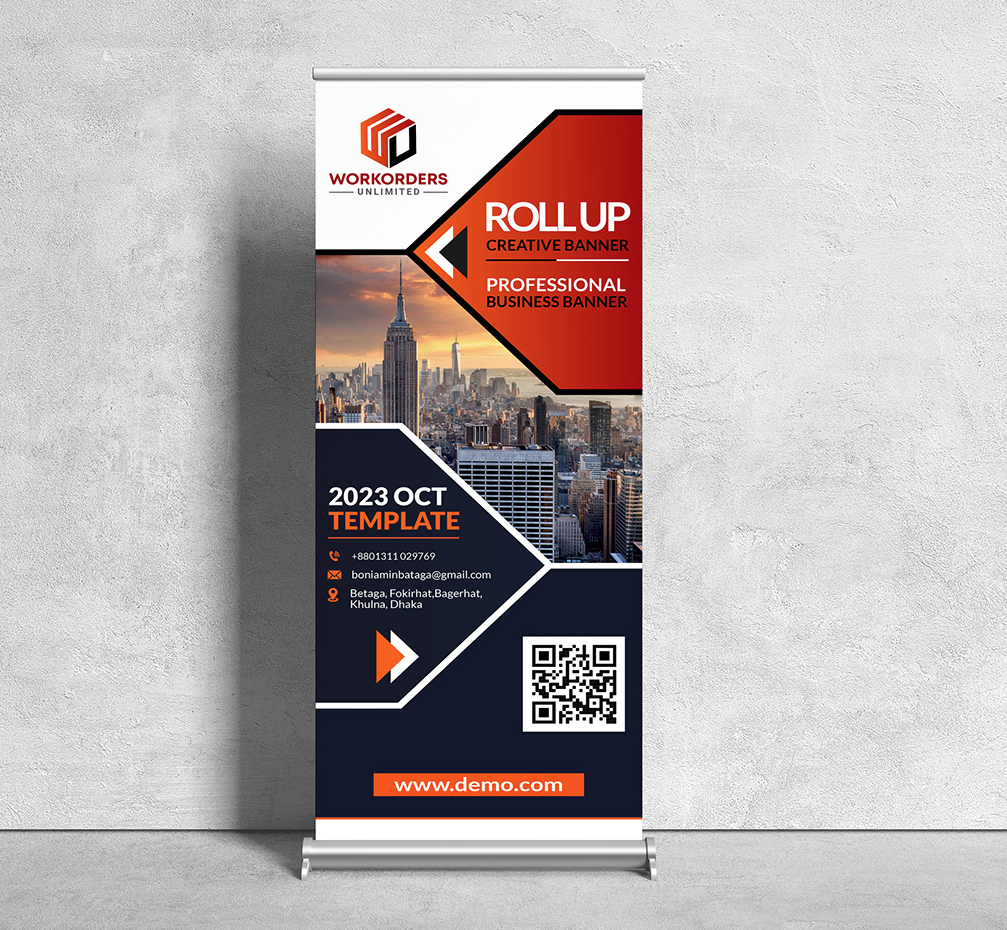 WORKORDERS
UNLIMITED
ROLL UP
CREATIVE BANNER
PROFESSIONAL
BUSINESS BANNER
2023 OCT
TEMPLATE
+8801311 029769
boniaminbataga@gmail.com
Betaga, Fokirhat,Bagerhat,
Khulna, Dhaka
www.demo.com